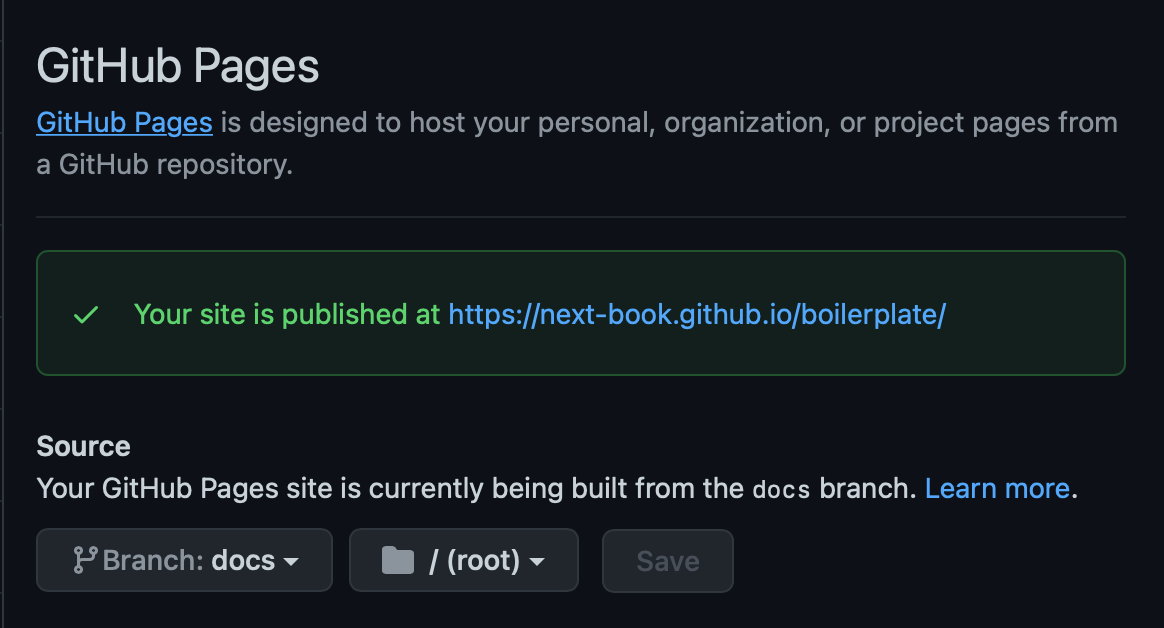 GitHub Pages
GitHub Pages is designed to host your personal, organization, or project pages from
a GitHub repository.
Your site is published at https://next-book.github.io/boilerplate/
Source
Your GitHub Pages site is currently being built from the docs branch. Learn more.
Branch: docs / (root) Save